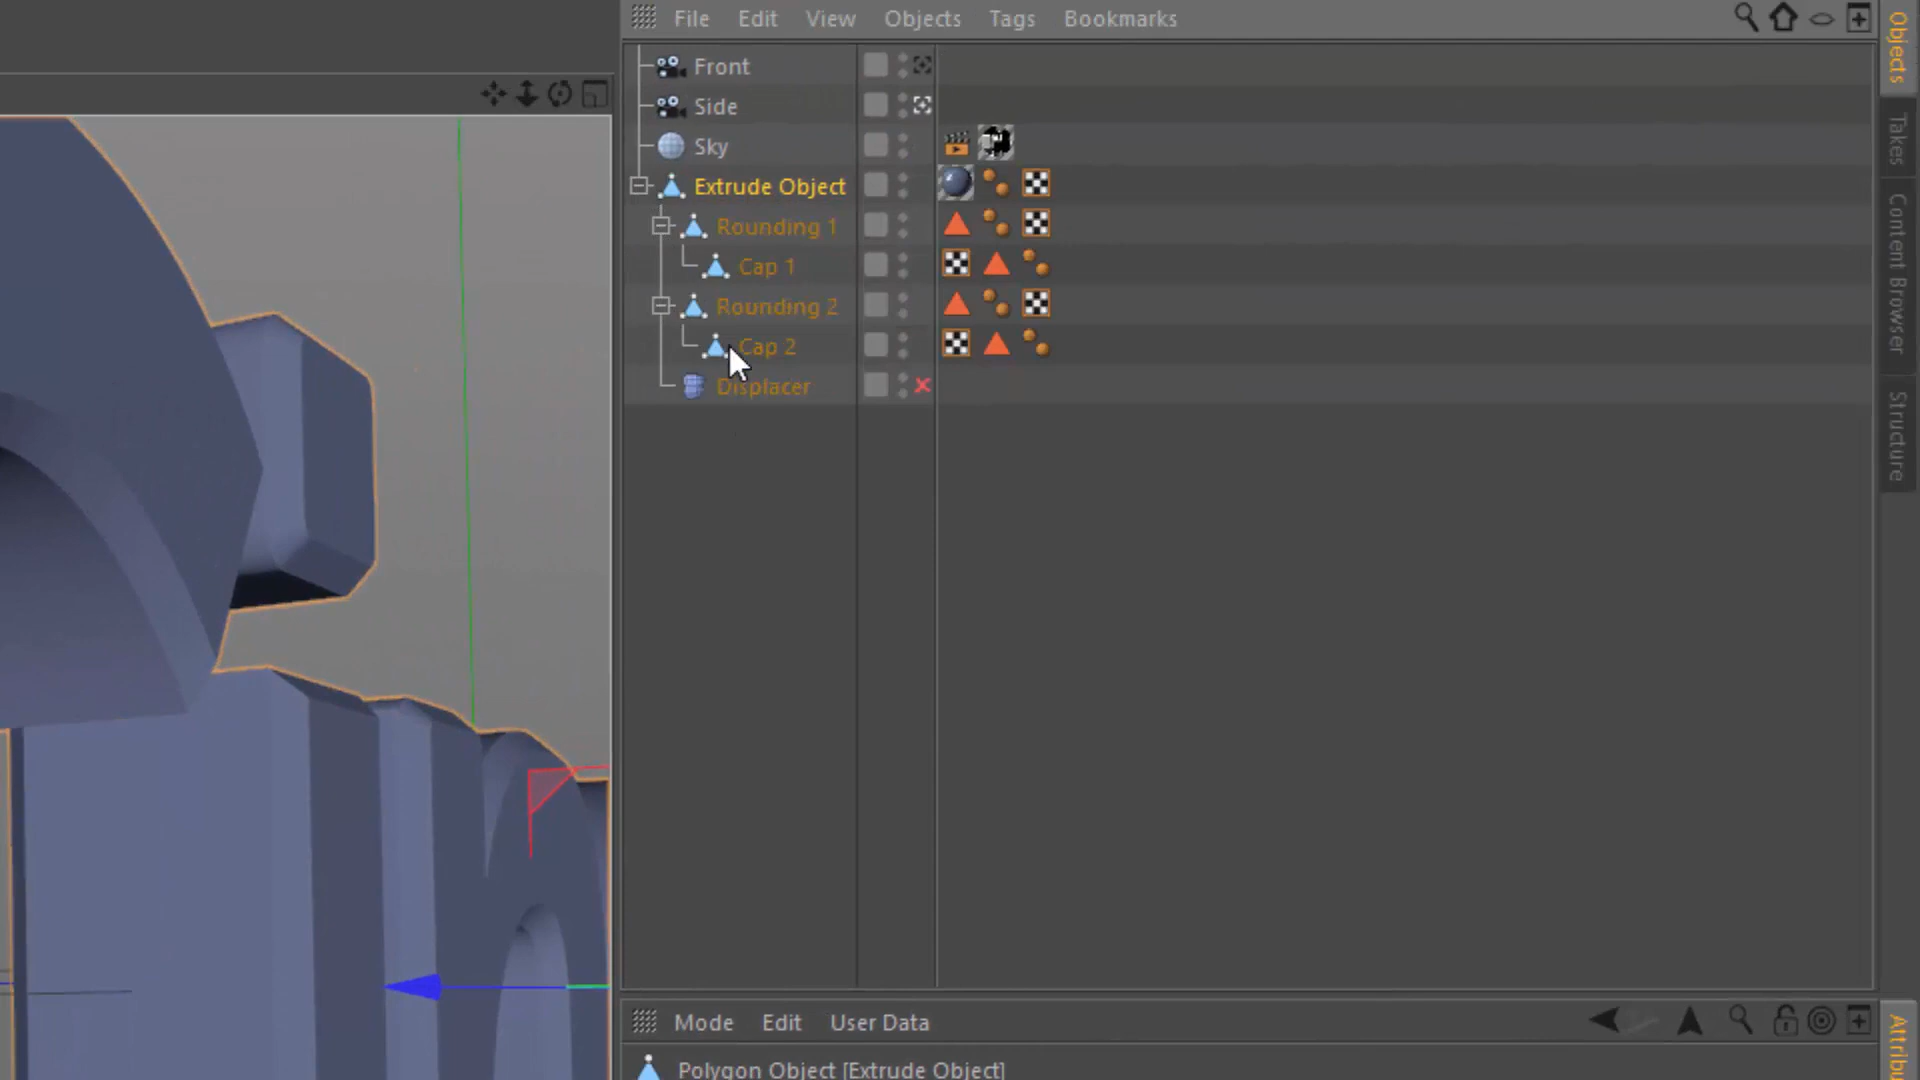 File Edit View Objects Tags Bookmarks
Front
Side
Sky
Extrude Object
Rounding 1
Cap 1
Rounding 2
Cap 2
Displacer
Objects
Takes
Content Browser
Structure
Mode Edit User Data
Polygon Object [Extrude Object]